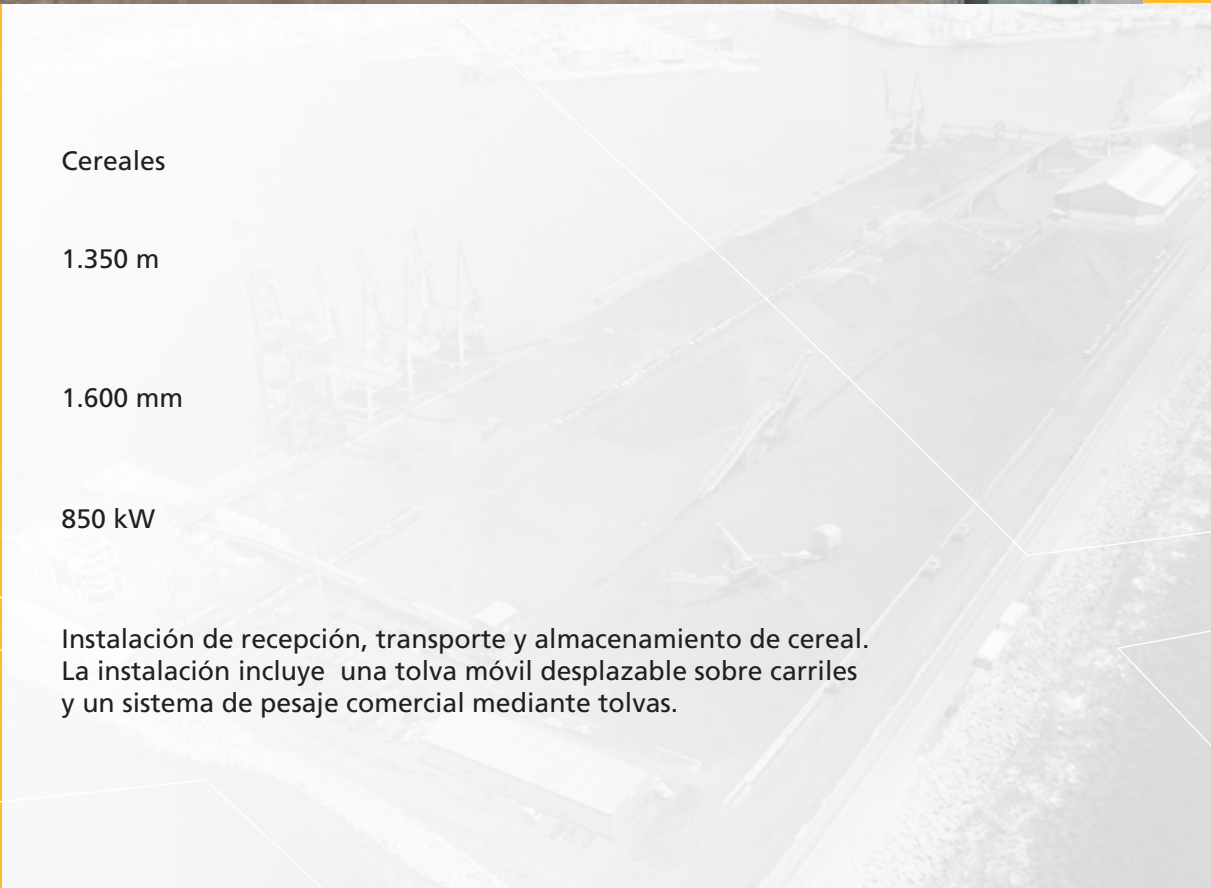 Cereales
1.350 m
1.600 mm
850 kW
Instalación de recepción, transporte y almacenamiento de cereal.
La instalación incluye  una tolva móvil desplazable sobre carriles
y un sistema de pesaje comercial mediante tolvas.